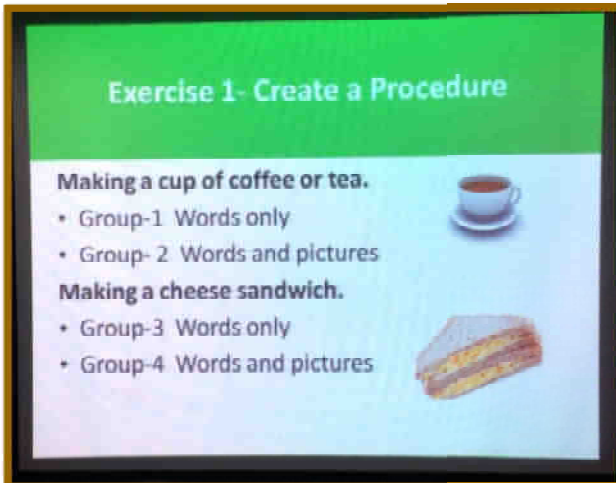 Exercise 1- Create a Procedure
Making a cup of coffee or tea.
• Group-1 Words only
• Group- 2 Words and pictures
Making a cheese sandwich.
• Group-3 Words only
• Group-4 Words and pictures